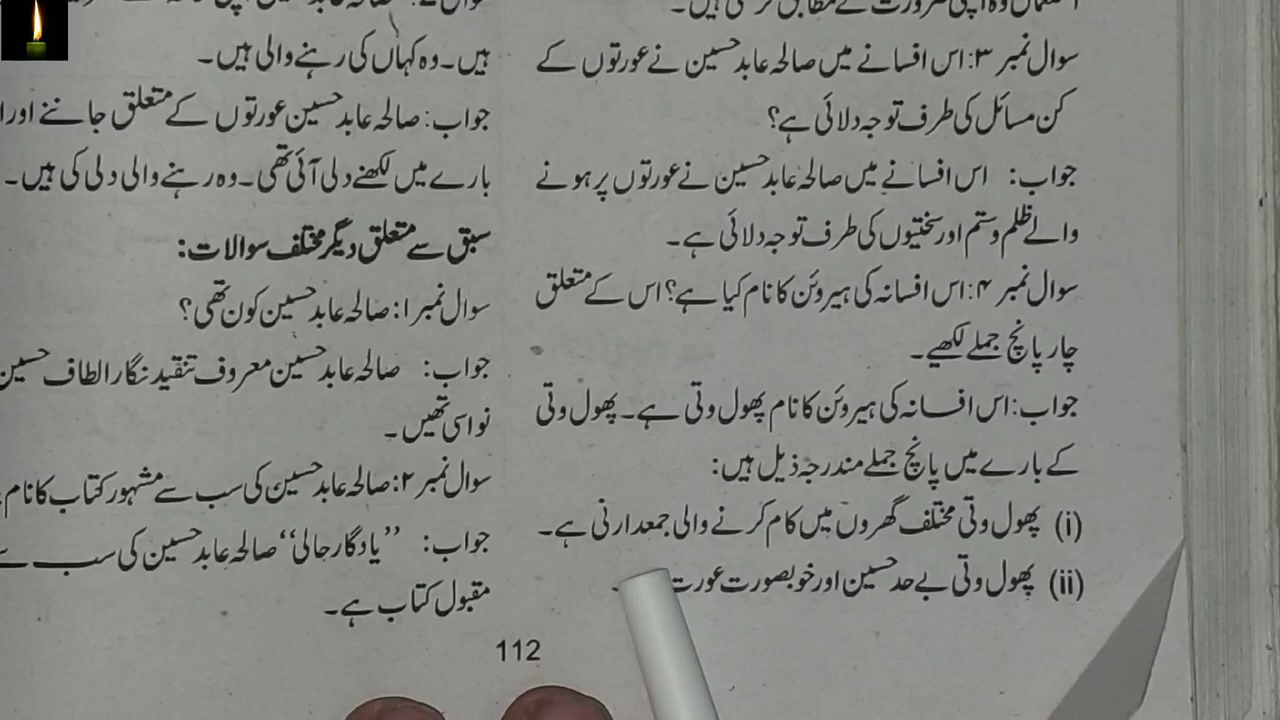 سوال نمبر ۳: اس افسانے میں صالحہ عابد حسین نے عورتوں کے
کن مسائل کی طرف توجہ دلائی ہے؟
جواب: اس افسانے میں صالحہ عابد حسین نے عورتوں پر ہونے
والے ظلم و ستم اور سختیوں کی طرف توجہ دلائی ہے۔
سوال نمبر ۴: اس افسانہ کی ہیروئن کا نام کیا ہے؟ اس کے متعلق
چار پانچ جملے لکھیے۔
جواب: اس افسانہ کی ہیروئن کا نام پھول وتی ہے۔ پھول وتی
کے بارے میں پانچ جملے مندرجہ ذیل ہیں:
(i) پھول وتی مختلف گھروں میں کام کرنے والی جمعدارنی ہے۔
(ii) پھول وتی بے حد حسین اور خوبصورت عورت
ہیں۔ وہ کہاں کی رہنے والی ہیں۔
جواب: صالحہ عابد حسین عورتوں کے متعلق جاننے اور
بارے میں لکھنے دلی آئی تھی۔ وہ رہنے والی دلی کی ہیں۔
سبق سے متعلق دیگر مختلف سوالات:
سوال نمبر ۱: صالحہ عابد حسین کون تھی؟
جواب: صالحہ عابد حسین معروف تنقید نگار الطاف حسین
نواسی تھیں۔
سوال نمبر ۲: صالحہ عابد حسین کی سب سے مشہور کتاب کا نام
جواب: ”یادگار حالی“ صالحہ عابد حسین کی سب سے
مقبول کتاب ہے۔
112